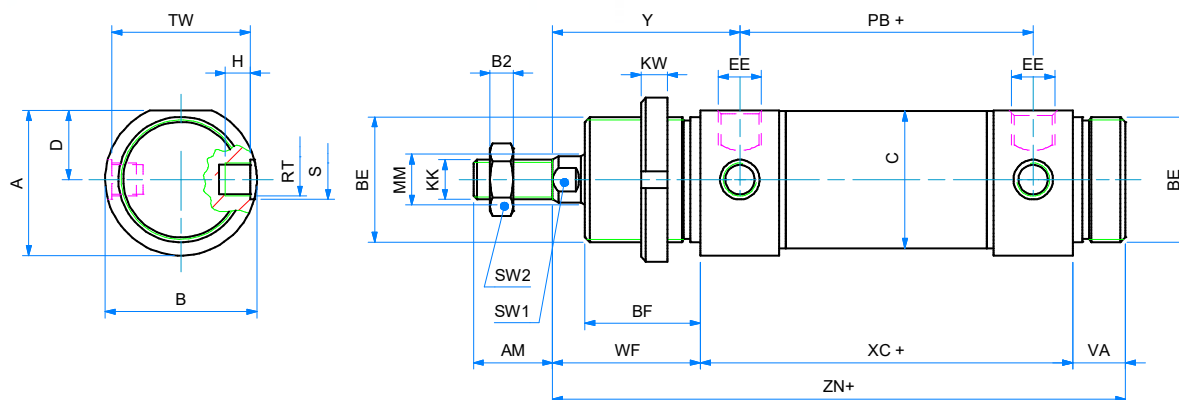 TW
H
A
D
RT
S
B
Y
PB +
B2
KW
EE
EE
BE
MM
KK
C
BE
SW2
SW1
BF
AM
WF
XC +
VA
ZN+